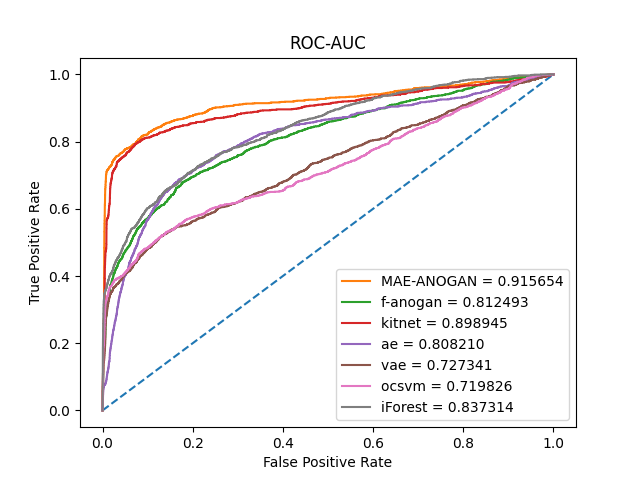 ROC-AUC
1.0
0.8
0.6
0.4
0.2
0.0
True Positive Rate
MAE-ANOGAN = 0.915654
f-anogan = 0.812493
kitnet = 0.898945
ae = 0.808210
vae = 0.727341
ocsvm = 0.719826
iForest = 0.837314
0.0 0.2 0.4 0.6 0.8 1.0
False Positive Rate